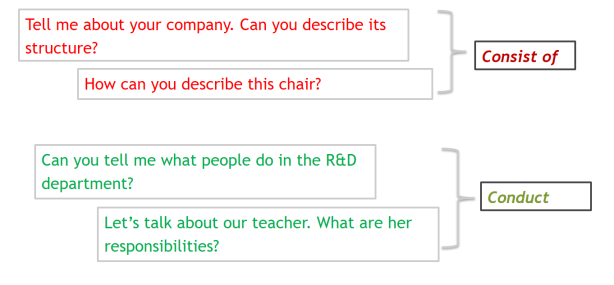 Tell me about your company. Can you describe its
structure?
Consist of
How can you describe this chair?
Can you tell me what people do in the R&D
department?
Conduct
Let's talk about our teacher. What are her
responsibilities?